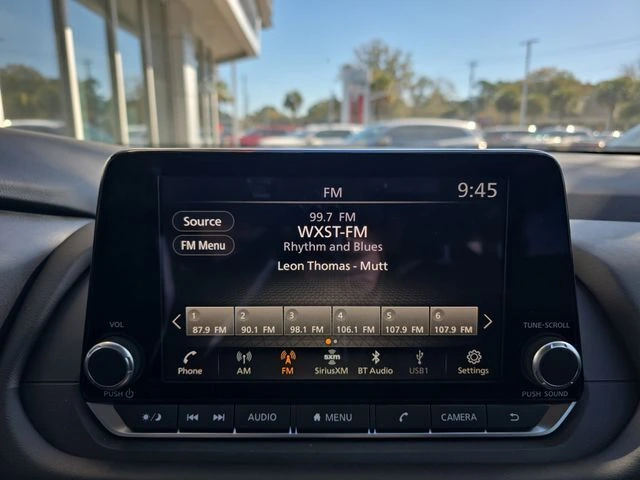 FM 9:45
Source
FM Menu
99.7 FM
WXST-FM
Rhythm and Blues
Leon Thomas - Mutt
1 2 3 4 5 6
87.9 FM 90.1 FM 98.1 FM 106.1 FM 107.9 FM 107.9 FM
sxm
Phone AM FM SiriusXM BT Audio USB1 Settings
VOL
TUNE·SCROLL
PUSH
PUSH SOUND
AUDIO MENU CAMERA